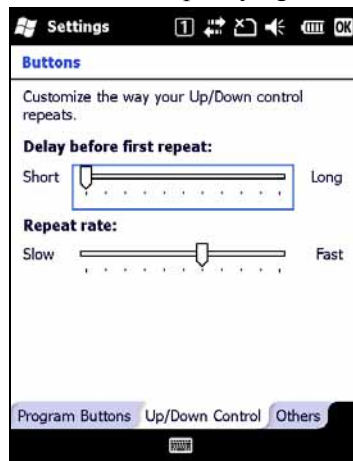 Settings 1 OK
Buttons
Customize the way your Up/Down control
repeats.
Delay before first repeat:
Short Long
Repeat rate:
Slow Fast
Program Buttons Up/Down Control Others